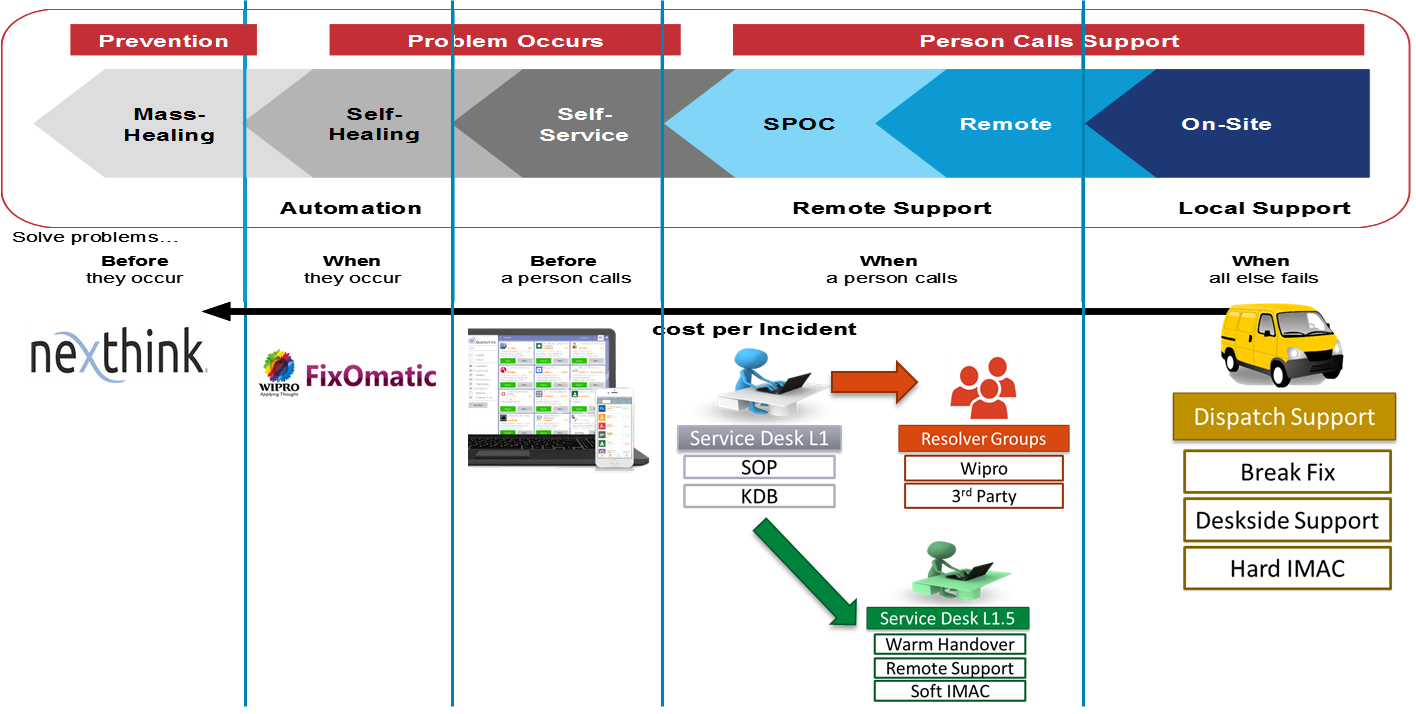 Prevention
Problem Occurs
Person Calls Support
Mass-
Healing
Self-
Healing
Self-
Service
SPOC
Remote
On-Site
Automation
Remote Support
Local Support
Solve problems...
Before
they occur
When
they occur
Before
a person calls
When
a person calls
When
all else fails
cost per Incident
nexthink
WIPRO
Applying Thought
FixOmatic
Service Desk L1
SOP
KDB
Resolver Groups
Wipro
3rd Party
Service Desk L1.5
Warm Handover
Remote Support
Soft IMAC
Dispatch Support
Break Fix
Deskside Support
Hard IMAC